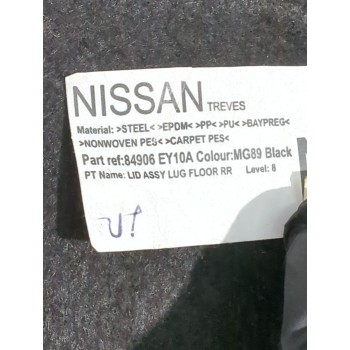 NISSAN TREVES
Material: >STEEL< >EPDM< >PP< >PU< >BAYPREG<
>NONWOVEN PES< >CARPET PES<
Part ref:84906 EY10A Colour:MG89 Black
PT Name: LID ASSY LUG FLOOR RR Level: 8